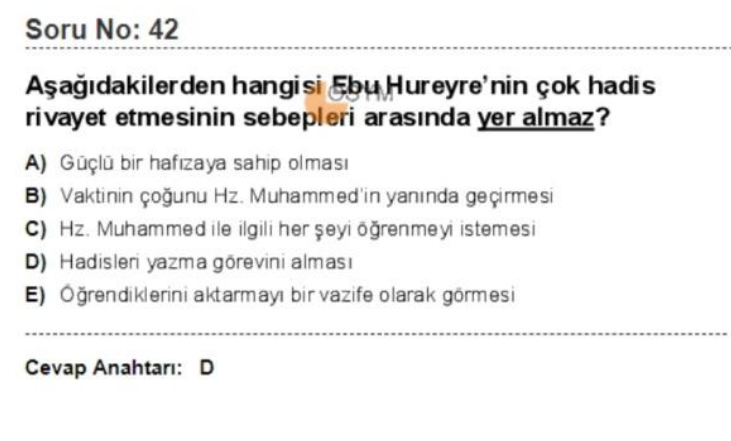 Soru No: 42
Aşağıdakilerden hangisi Ebu Hureyre'nin çok hadis
rivayet etmesinin sebepleri arasında yer almaz?
A) Güçlü bir hafızaya sahip olması
B) Vaktinin çoğunu Hz. Muhammed'in yanında geçirmesi
C) Hz. Muhammed ile ilgili her şeyi öğrenmeyi istemesi
D) Hadisleri yazma görevini alması
E) Öğrendiklerini aktarmayı bir vazife olarak görmesi
Cevap Anahtarı: D